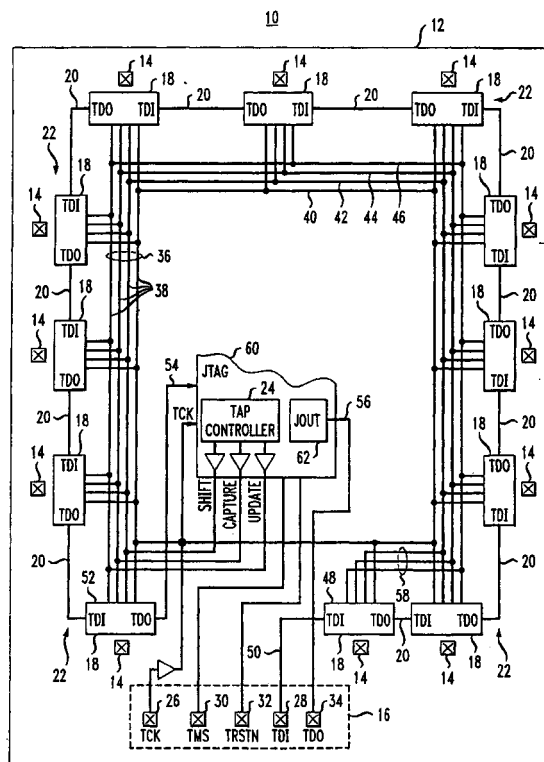 10
12
14 14 14
18 18 18
20 TDO TDI 20 TDO TDI 20 TDO TDI 22
22 20
18 46 18
TDI 44 TDO
14 42 14
TDO 40 TDI
36
20 18 38 18 20
14 TDI 60 TDO 14
54 JTAG
TDO 24 56 TDI
TCK
20 18 TAP CONTROLLER JOUT 18 20
14 TDI 62 TDO 14
TDO SHIFT CAPTURE UPDATE TDI
20 58 20
52 48
TDI TDO TDI TDO TDI TDO
18 50 18 20 18
22 14 14 14 22
26 30 32 28 34 16
TCK TMS TRSTN TDI TDO